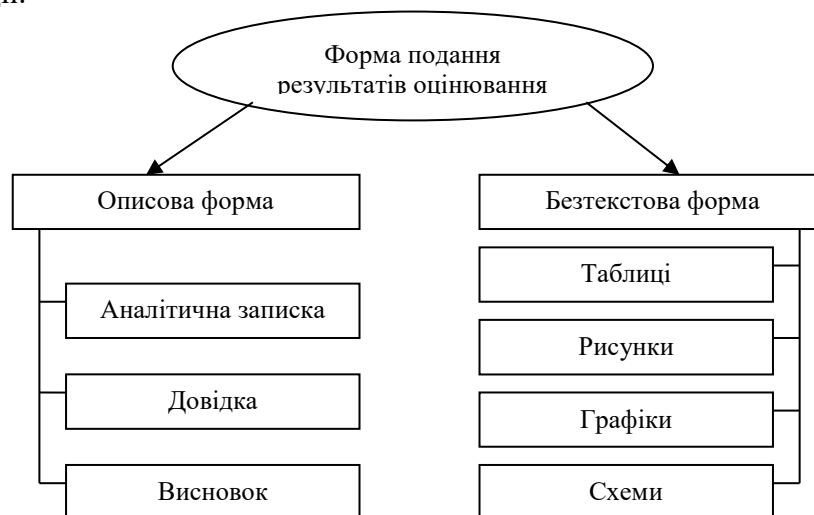 Форма подання
результатів оцінювання
Описова форма
Аналітична записка
Довідка
Висновок
Безтекстова форма
Таблиці
Рисунки
Графіки
Схеми